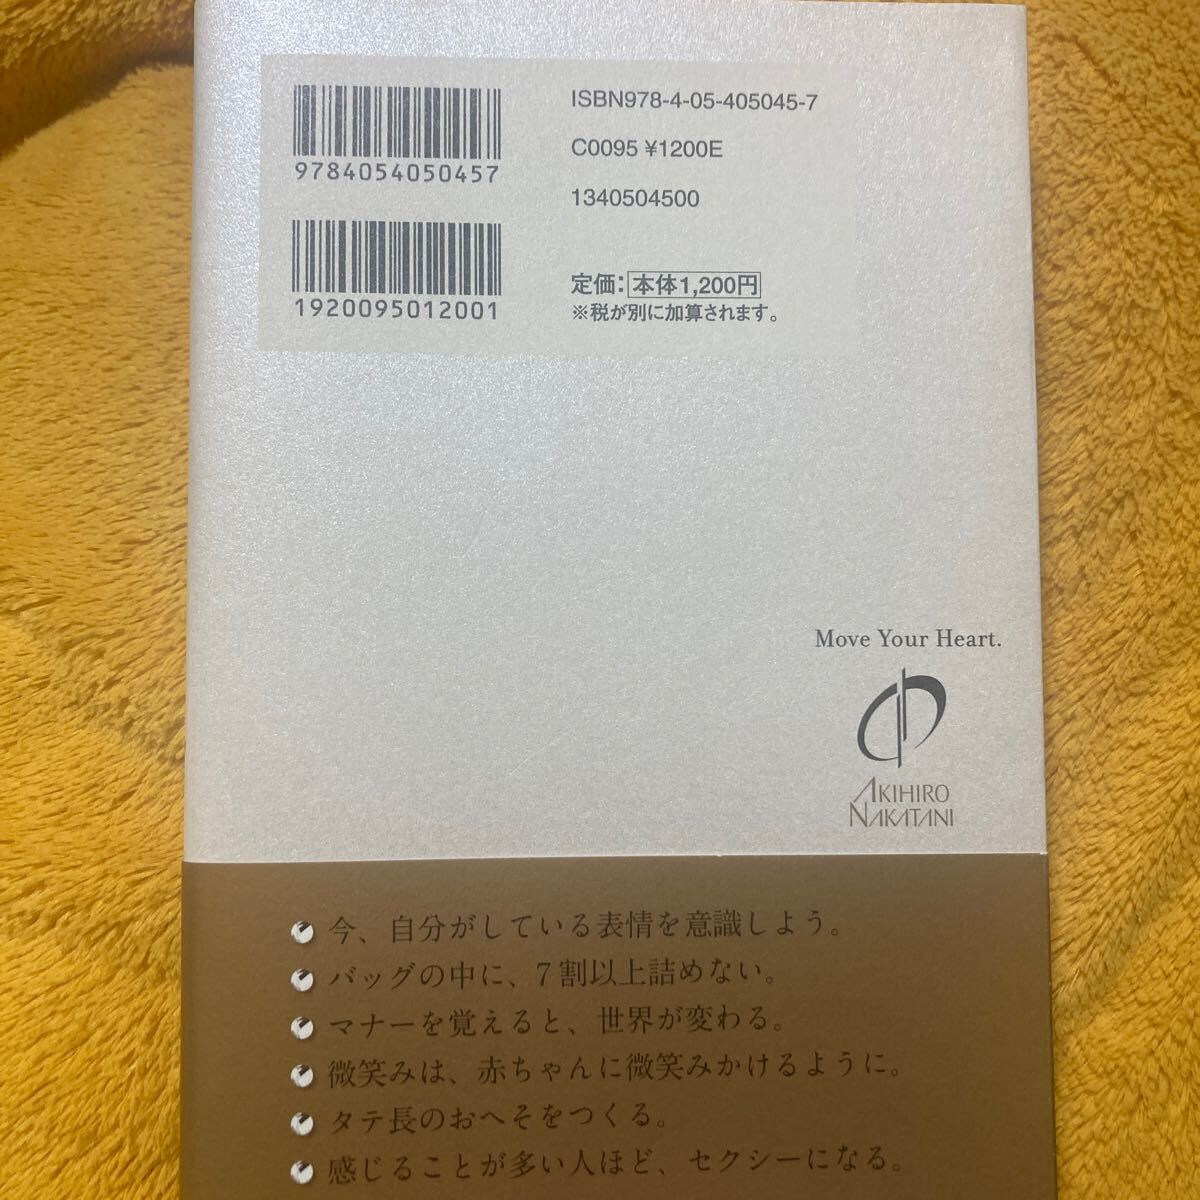 ISBN978-4-05-405045-7
9784054050457
C0095 ¥1200E
1340504500
1920095012001
定価：本体1,200円
※税が別に加算されます。
Move Your Heart.
AKIHIRO
NAKATANI
今、自分がしている表情を意識しよう。
バッグの中に、7割以上詰めない。
マナーを覚えると、世界が変わる。
微笑みは、赤ちゃんに微笑みかけるように。
タテ長のおへそをつくる。
感じることが多い人ほど、セクシーになる。